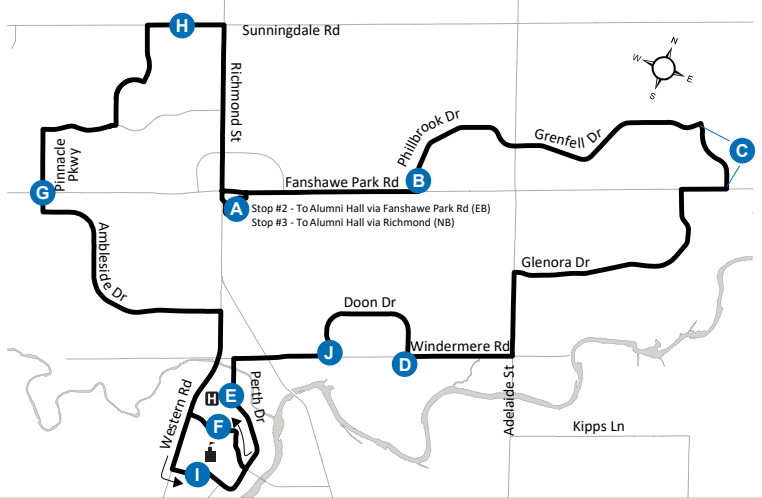 H
Sunningdale Rd
N
W
E
S
Richmond St
Phillbrook Dr
Grenfell Dr
C
Pinnacle
Pkwy
Fanshawe Park Rd
B
G
A
Stop #2 - To Alumni Hall via Fanshawe Park Rd (EB)
Stop #3 - To Alumni Hall via Richmond (NB)
Ambleside Dr
Glenora Dr
Doon Dr
Windermere Rd
J
D
Adelaide St
Perth Dr
Western Rd
H
E
F
Kipps Ln
I